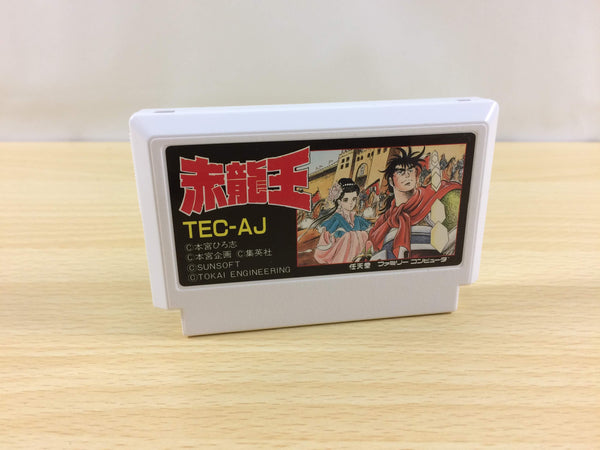 赤龍王
TEC-AJ
©本宮ひろ志
©本宮企画 ©集英社
©SUNSOFT
©TOKAI ENGINEERING
任天堂 ファミリーコンピュータ